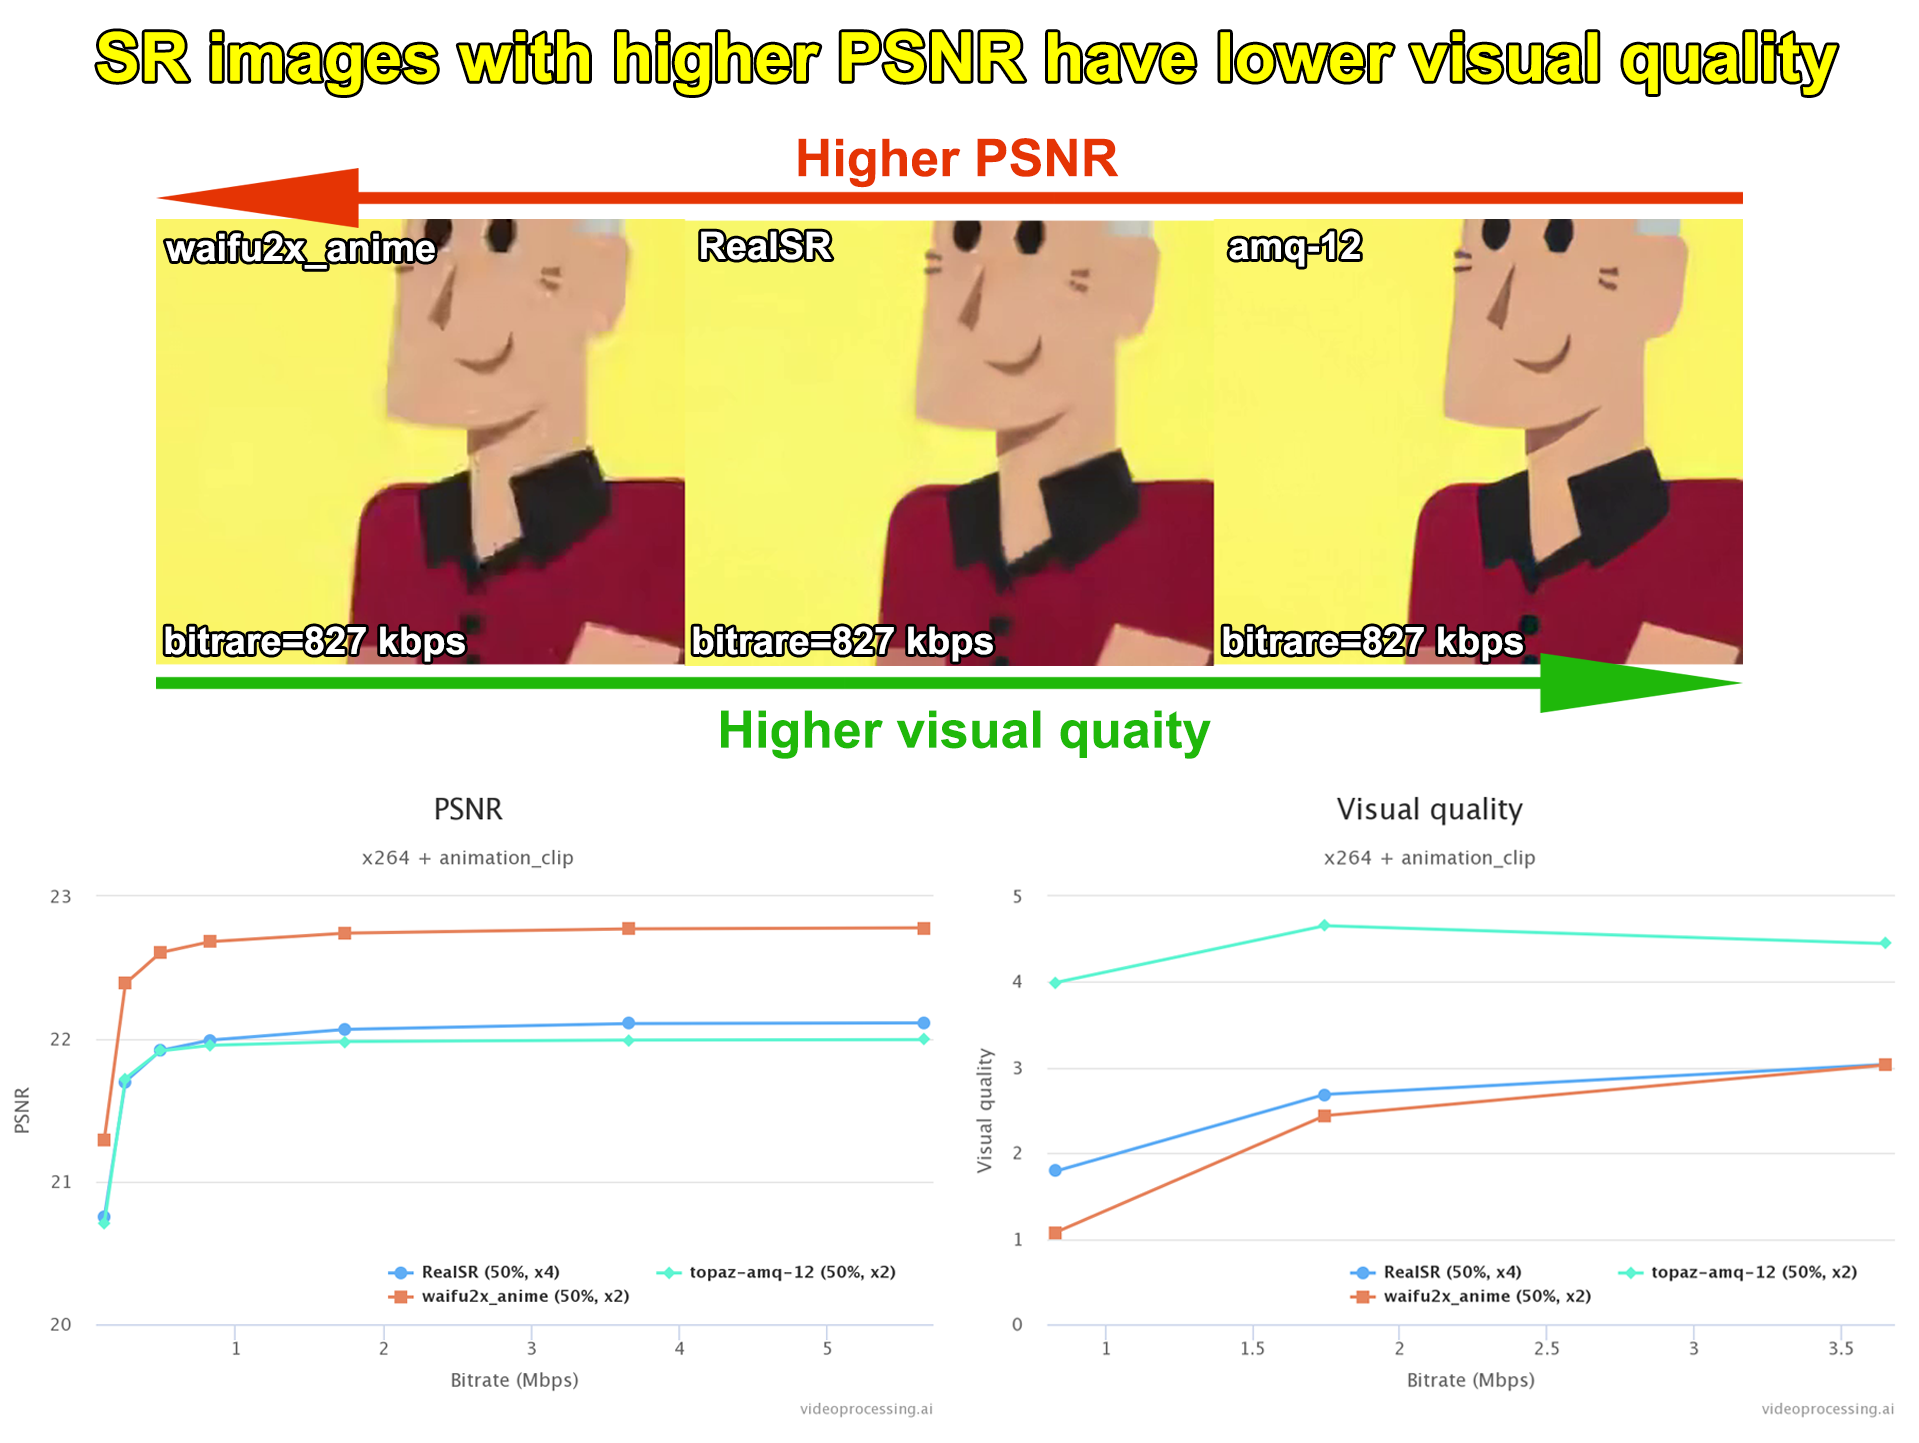 SR images with higher PSNR have lower visual quality
Higher PSNR
waifu2x_anime
RealSR
amq-12
bitrare=827 kbps
bitrare=827 kbps
bitrare=827 kbps
Higher visual quaity
PSNR
x264 + animation_clip
23
22
21
20
PSNR
1
2
3
4
5
Bitrate (Mbps)
RealSR (50%, x4)
topaz-amq-12 (50%, x2)
waifu2x_anime (50%, x2)
videoprocessing.ai
Visual quality
x264 + animation_clip
5
4
3
2
1
0
Visual quality
1
1.5
2
2.5
3
3.5
Bitrate (Mbps)
RealSR (50%, x4)
topaz-amq-12 (50%, x2)
waifu2x_anime (50%, x2)
videoprocessing.ai